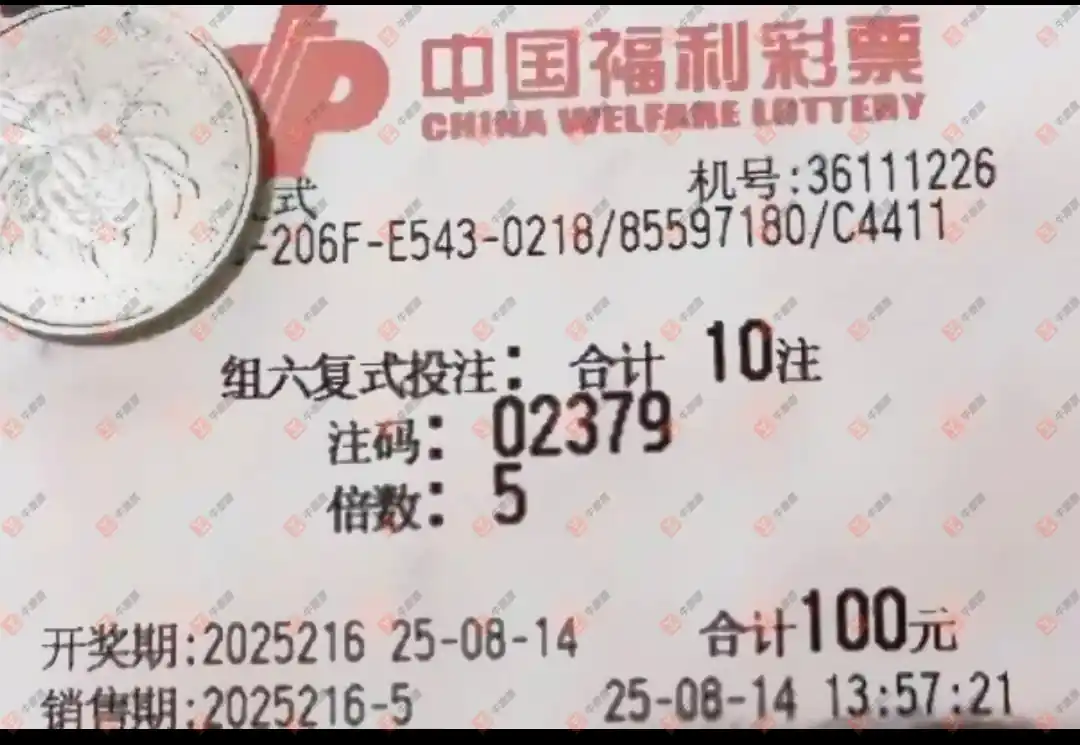 中国福利彩票
CHINA WELFARE LOTTERY
式 机号:36111226
-206F-E543-0218/85597180/C4411
组六复式投注: 合计 10注
注码: 02379
倍数: 5
开奖期:2025216 25-08-14 合计100元
销售期:2025216-5 25-08-14 13:57:21